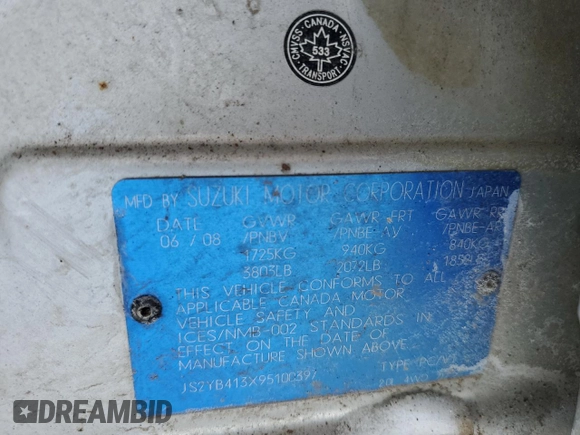 CANADA
CMVSS NSVAC
533
TRANSPORT
MFD BY SUZUKI MOTOR CORPORATION JAPAN
DATE GVWR GAWR FRT GAWR RR
06 / 08 /PNBV /PNBE-AV /PNBE-AR
1725KG 940KG 840KG
3803LB 2072LB
THIS VEHICLE CONFORMS TO ALL
APPLICABLE CANADA MOTOR
VEHICLE SAFETY AND
ICES/NMB-002 STANDARDS IN
EFFECT ON THE DATE OF
MANUFACTURE SHOWN ABOVE.
TYPE
DREAMBID